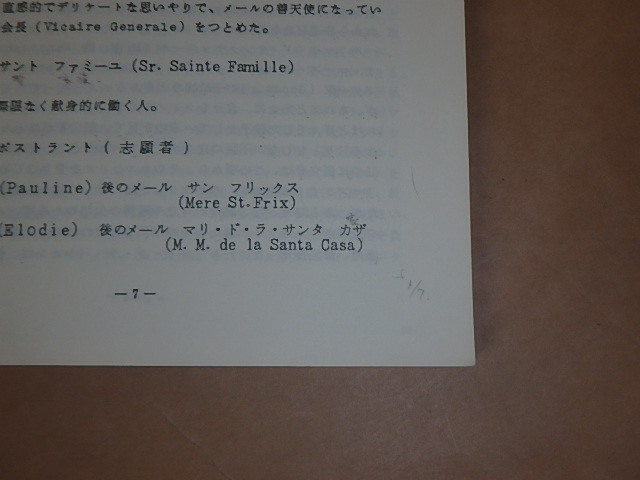 直感的でデリケートな思いやりで、メールの善天使になってい
会長 (Vicaire Generale) をつとめた。
サント ファミーユ (Sr. Sainte Famille)
なく献身的に働く人。
ポストラント ( 志願者 )
(Pauline) 後のメール サン フリックス
(Mere St.Frix)
(Elodie) 後のメール マリ・ド・ラ・サンタ カザ
(M. M. de la Santa Casa)
—7—